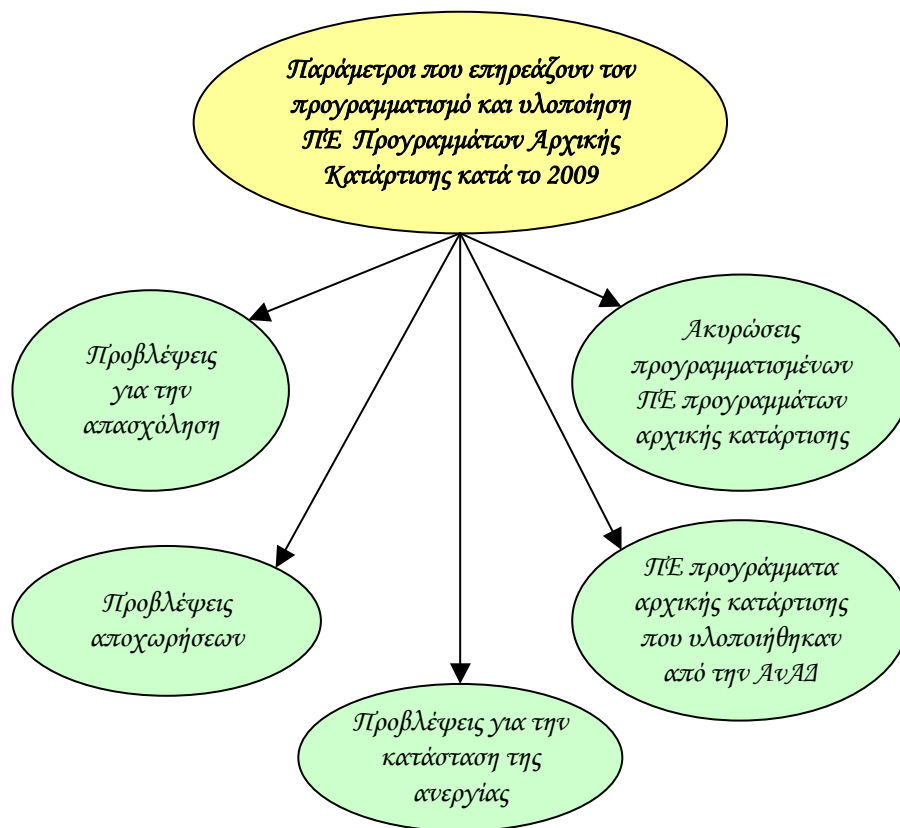 Παράμετροι που επηρεάζουν τον
προγραμματισμό και υλοποίηση
ΠΕ Προγραμμάτων Αρχικής
Κατάρτισης κατά το 2009
Προβλέψεις
για την
απασχόληση
Ακυρώσεις
προγραμματισμένων
ΠΕ προγραμμάτων
αρχικής κατάρτισης
Προβλέψεις
αποχωρήσεων
ΠΕ προγράμματα
αρχικής κατάρτισης
που υλοποιήθηκαν
από την ΑνΑΔ
Προβλέψεις για την
κατάσταση της
ανεργίας